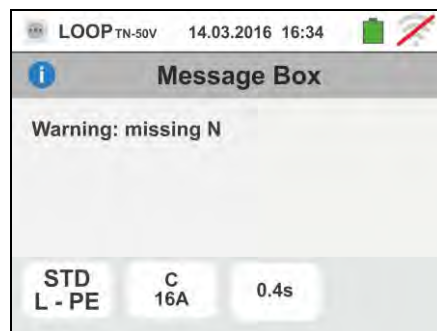 LOOP TN-50V 14.03.2016 16:34
i Message Box
Warning: missing N
STD C 0.4s
L - PE 16A